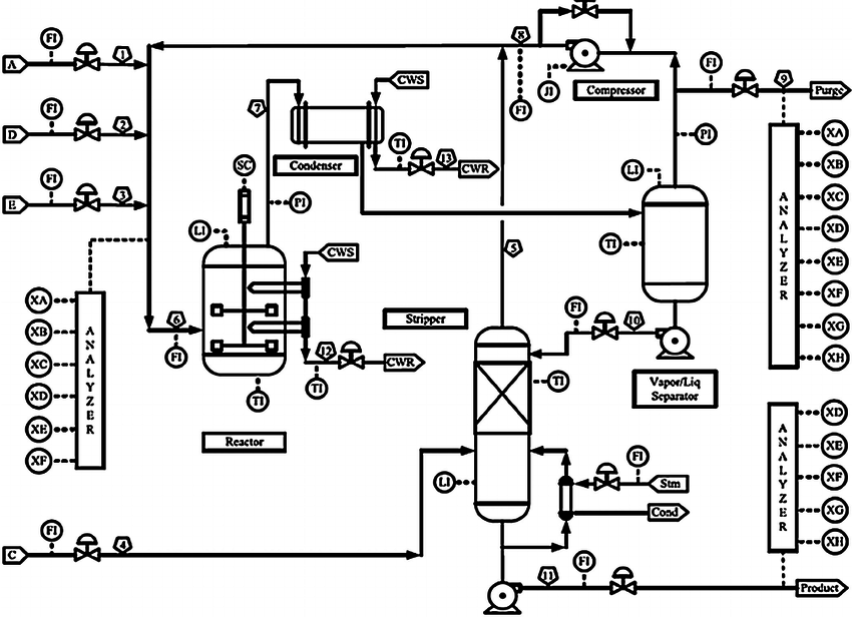 8
FI
JI
Compressor
FI
9
Purge
FI
1
A
CWS
7
FI
2
D
TI
13
CWR
Condenser
PI
SC
LI
FI
3
E
PI
LI
TI
CWS
5
ANALYZER
XA
XB
XC
XD
XE
XF
XG
XH
XA
XB
XC
XD
XE
XF
ANALYZER
6
FI
12
CWR
TI
TI
Reactor
Stripper
FI
10
TI
Vapor/Liq
Separator
ANALYZER
XD
XE
XF
XG
XH
LI
FI
Stm
Cond
FI
4
C
11
FI
Product